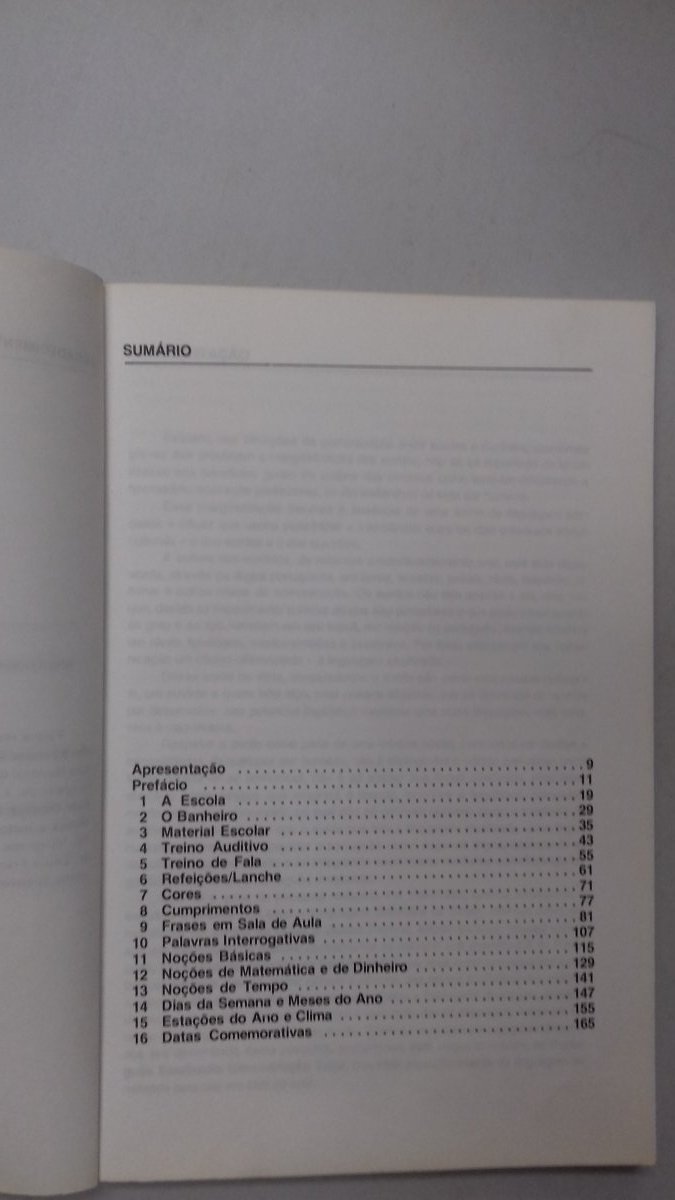 SUMÁRIO
Apresentação ........................................ 9
Prefácio ........................................ 11
1 A Escola ........................................ 19
2 O Banheiro ........................................ 29
3 Material Escolar ........................................ 35
4 Treino Auditivo ........................................ 43
5 Treino de Fala ........................................ 55
6 Refeições/Lanche ........................................ 61
7 Cores ........................................ 71
8 Cumprimentos ........................................ 77
9 Frases em Sala de Aula ........................................ 81
10 Palavras Interrogativas ........................................ 107
11 Noções Básicas ........................................ 115
12 Noções de Matemática e de Dinheiro ........................................ 129
13 Noções de Tempo ........................................ 141
14 Dias da Semana e Meses do Ano ........................................ 147
15 Estações do Ano e Clima ........................................ 155
16 Datas Comemorativas ........................................ 165